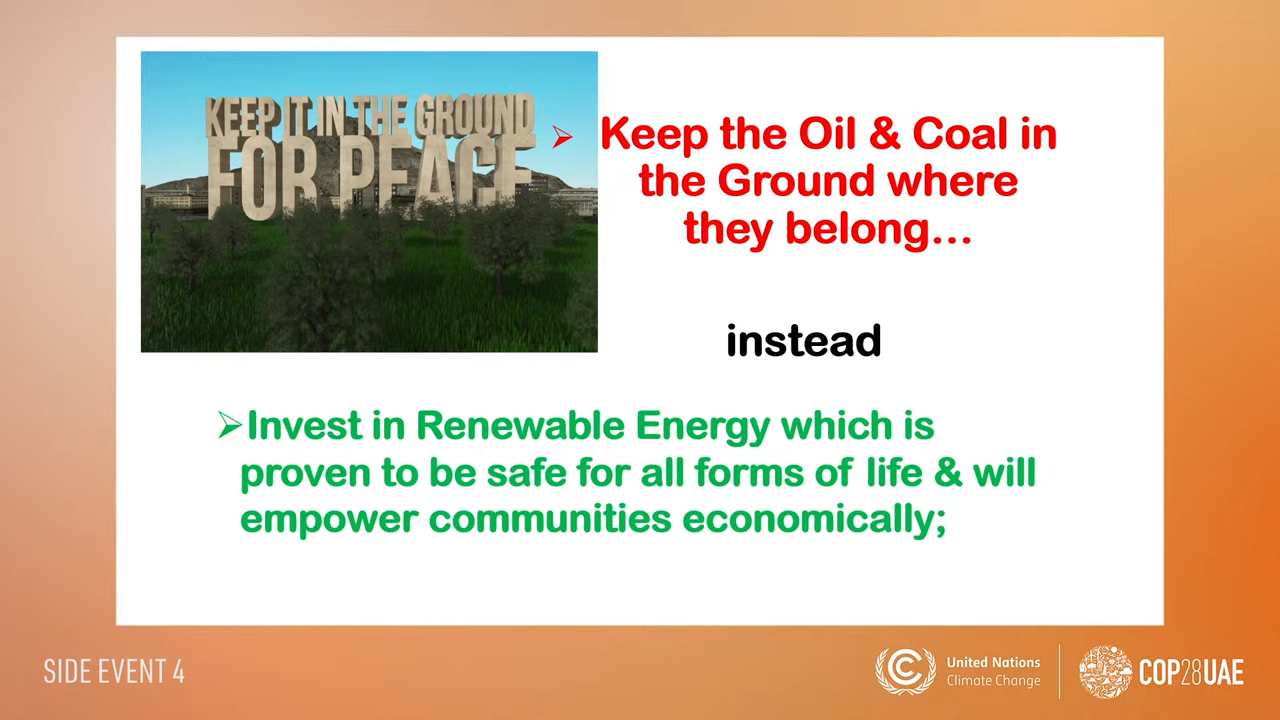 KEEP IT IN THE GROUND
FOR PEACE
➢ Keep the Oil & Coal in
the Ground where
they belong...
instead
➢Invest in Renewable Energy which is
proven to be safe for all forms of life & will
empower communities economically;
SIDE EVENT 4
United Nations
Climate Change
COP28UAE